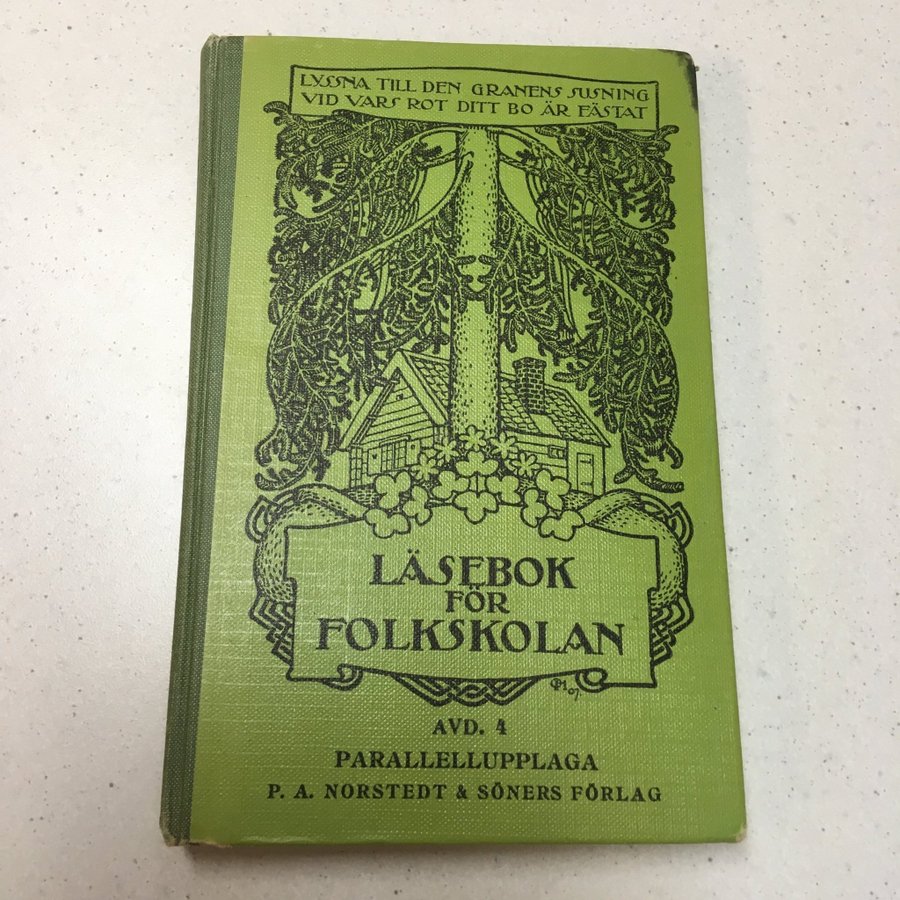 LYSSNA TILL DEN GRANENS SUSNING
VID VARS ROT DITT BO ÄR FÄSTAT
LÄSEBOK
FÖR
FOLKSKOLAN
AVD. 4
PARALLELLUPPLAGA
P. A. NORSTEDT & SÖNERS FÖRLAG